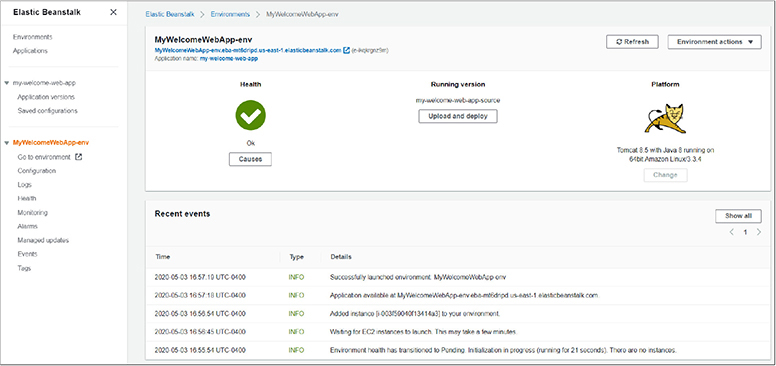 Elastic Beanstalk
Environments
Applications
my-welcome-web-app
Application versions
Saved configurations
MyWelcomeWebApp-env
Go to environment
Configuration
Logs
Health
Monitoring
Alarms
Managed updates
Events
Tags
Elastic Beanstalk > Environments > MyWelcomeWebApp-env
MyWelcomeWebApp-env
MyWelcomeWebApp-env.eba-mt6dnpd.us-east-1.elasticbeanstalk.com
Application name: my-welcome-web-app
Refresh
Environment actions
Health
Ok
Causes
Running version
my-welcome-web-app-source
Upload and deploy
Platform
Tomcat 8.5 with Java 8 running on
64bit Amazon Linux/3.3.4
Change
Recent events
Show all
< 1 >
Time Type Details
2020-05-03 16:57:19 UTC-0400 INFO Successfully launched environment: MyWelcomeWebApp-env
2020-05-03 16:57:18 UTC-0400 INFO Application available at MyWelcomeWebApp-env.eba-mt6dnpd.us-east-1.elasticbeanstalk.com
2020-05-03 16:56:54 UTC-0400 INFO Added instance [i-003f59040f13414a3] to your environment.
2020-05-03 16:56:45 UTC-0400 INFO Waiting for EC2 instances to launch. This may take a few minutes
2020-05-03 16:55:54 UTC-0400 INFO Environment health has transitioned to Pending. Initialization in progress (running for 21 seconds). There are no instances.